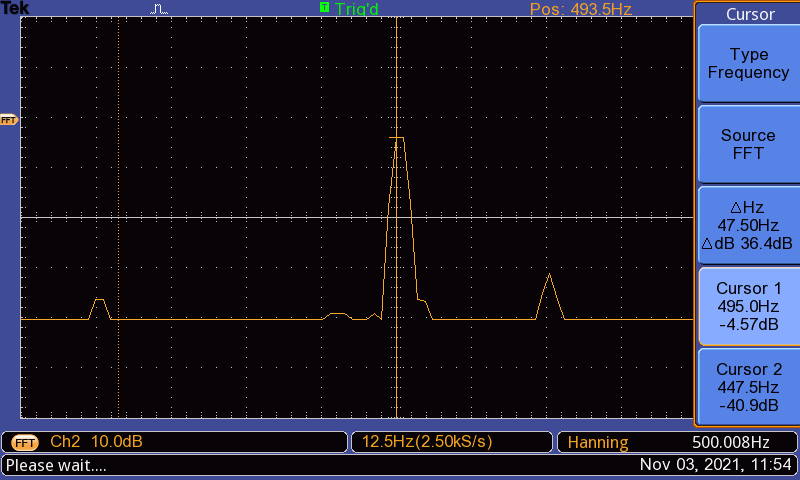 Tek T Trig'd Pos: 493.5Hz
Cursor
Type
Frequency
FFT
Source
FFT
△Hz
47.50Hz
△dB 36.4dB
Cursor 1
495.0Hz
-4.57dB
Cursor 2
447.5Hz
-40.9dB
FFT Ch2 10.0dB 12.5Hz(2.50kS/s) Hanning 500.008Hz
Please wait.... Nov 03, 2021, 11:54